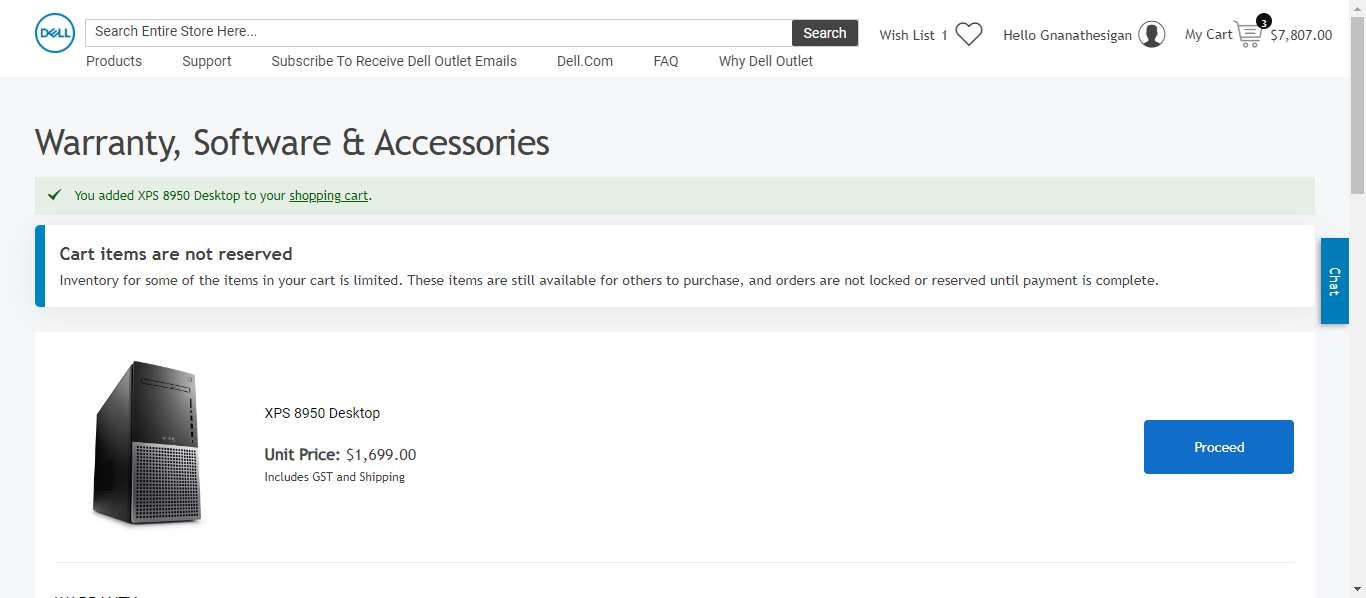 DELL
Search Entire Store Here...
Search
Wish List 1
Hello Gnanathesigan
My Cart
3
$7,807.00
Products
Support
Subscribe To Receive Dell Outlet Emails
Dell.Com
FAQ
Why Dell Outlet
Warranty, Software & Accessories
You added XPS 8950 Desktop to your shopping cart.
Cart items are not reserved
Inventory for some of the items in your cart is limited. These items are still available for others to purchase, and orders are not locked or reserved until payment is complete.
Chat
XPS 8950 Desktop
Unit Price: $1,699.00
Includes GST and Shipping
Proceed
WARRANTY